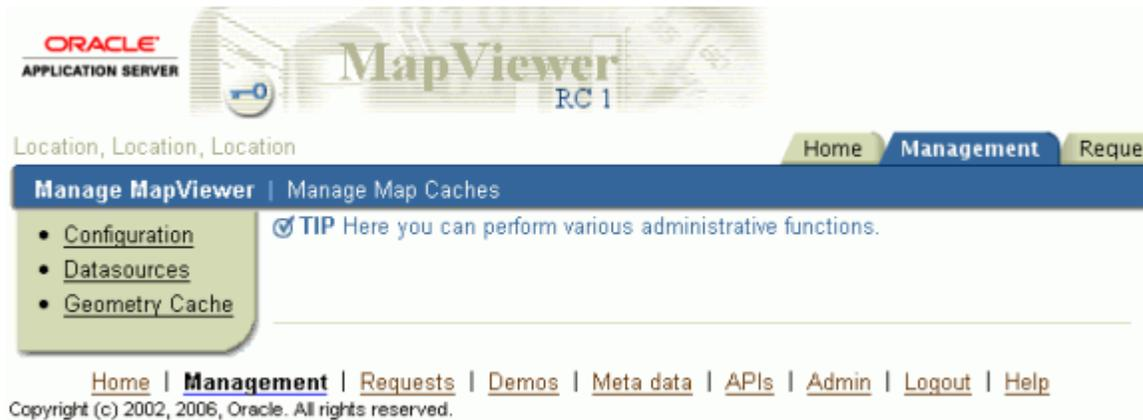 ORACLE
APPLICATION SERVER
MapViewer
RC 1
Location, Location, Location
Home Management Reque
Manage MapViewer | Manage Map Caches
TIP Here you can perform various administrative functions.
• Configuration
• Datasources
• Geometry Cache
Home | Management | Requests | Demos | Meta data | APIs | Admin | Logout | Help
Copyright (c) 2002, 2006, Oracle. All rights reserved.